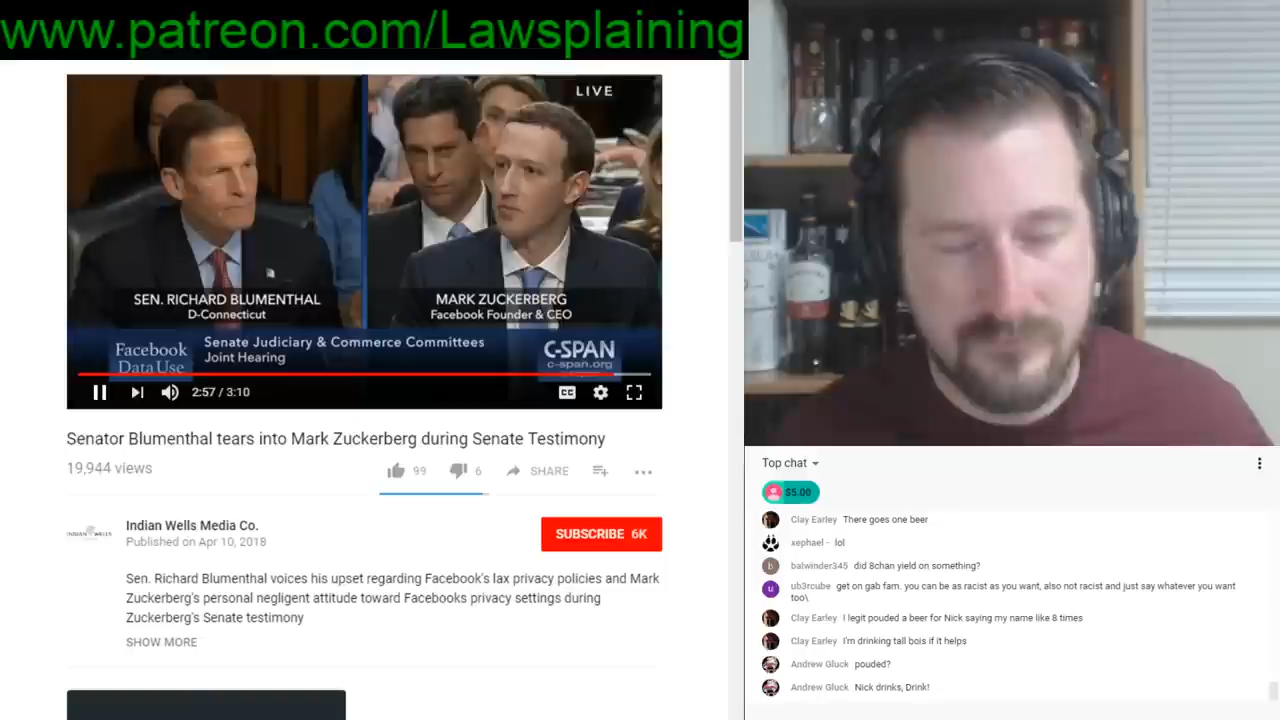 www.patreon.com/Lawsplaining
LIVE
SEN. RICHARD BLUMENTHAL
D-Connecticut
MARK ZUCKERBERG
Facebook Founder & CEO
Facebook
Data Use
Senate Judiciary & Commerce Committees
Joint Hearing
C-SPAN
c-span.org
2:57 / 3:10
CC
Senator Blumenthal tears into Mark Zuckerberg during Senate Testimony
19,944 views
99
6
SHARE
INDIAN WELLS
Indian Wells Media Co.
Published on Apr 10, 2018
SUBSCRIBE 6K
Sen. Richard Blumenthal voices his upset regarding Facebook's lax privacy policies and Mark
Zuckerberg's personal negligent attitude toward Facebooks privacy settings during
Zuckerberg's Senate testimony
SHOW MORE
Top chat
$5.00
Clay Earley There goes one beer
xephael - lol
b
balwinder345 did 8chan yield on something?
u
ub3rcube get on gab fam. you can be as racist as you want, also not racist and just say whatever you want
too\
Clay Earley I legit pouded a beer for Nick saying my name like 8 times
Clay Earley I'm drinking tall bois if it helps
Andrew Gluck pouded?
Andrew Gluck Nick drinks, Drink!